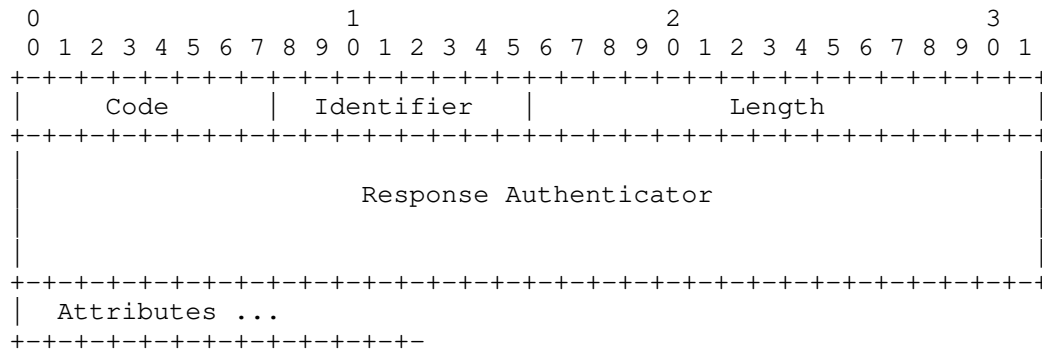 0                   1                   2                   3
 0 1 2 3 4 5 6 7 8 9 0 1 2 3 4 5 6 7 8 9 0 1 2 3 4 5 6 7 8 9 0 1
+-+-+-+-+-+-+-+-+-+-+-+-+-+-+-+-+-+-+-+-+-+-+-+-+-+-+-+-+-+-+-+-+
|     Code      |  Identifier   |            Length             |
+-+-+-+-+-+-+-+-+-+-+-+-+-+-+-+-+-+-+-+-+-+-+-+-+-+-+-+-+-+-+-+-+
|                                                               |
|                     Response Authenticator                    |
|                                                               |
|                                                               |
+-+-+-+-+-+-+-+-+-+-+-+-+-+-+-+-+-+-+-+-+-+-+-+-+-+-+-+-+-+-+-+-+
|  Attributes ...
+-+-+-+-+-+-+-+-+-+-+-+-+-